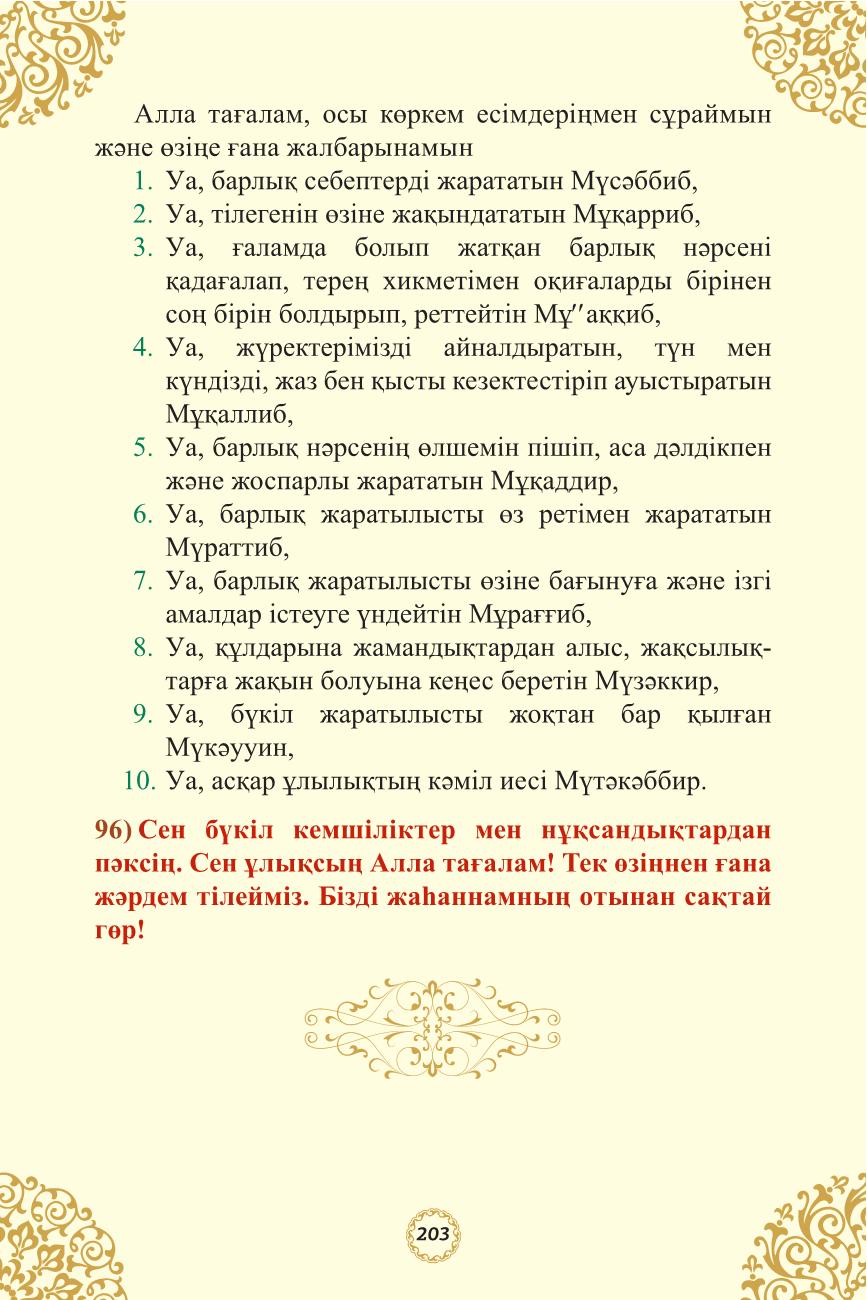 Алла тағалам, осы көркем есімдеріңмен сұраймын
және өзіңе ғана жалбарынамын
1. Уа, барлық себептерді жарататын Мүсәббиб,
2. Уа, тілегенін өзіне жақындататын Мұқарриб,
3. Уа, ғаламда болып жатқан барлық нәрсені
қадағалап, терең хикметімен оқиғаларды бірінен
соң бірін болдырып, реттейтін Мұ′′аққиб,
4. Уа, жүректерімізді айналдыратын, түн мен
күндізді, жаз бен қысты кезектестіріп ауыстыратын
Мұқаллиб,
5. Уа, барлық нәрсенің өлшемін пішіп, аса дәлдікпен
және жоспарлы жарататын Мұқаддир,
6. Уа, барлық жаратылысты өз ретімен жарататын
Мүраттиб,
7. Уа, барлық жаратылысты өзіне бағынуға және ізгі
амалдар істеуге үндейтін Мұрағғиб,
8. Уа, құлдарына жамандықтардан алыс, жақсылық-
тарға жақын болуына кеңес беретін Мүзәккир,
9. Уа, бүкіл жаратылысты жоқтан бар қылған
Мүкәууин,
10. Уа, асқар ұлылықтың кәміл иесі Мүтәкәббир.
96) Сен бүкіл кемшіліктер мен нұқсандықтардан
пәксің. Сен ұлықсың Алла тағалам! Тек өзіңнен ғана
жәрдем тілейміз. Бізді жаһаннамның отынан сақтай
гөр!
203